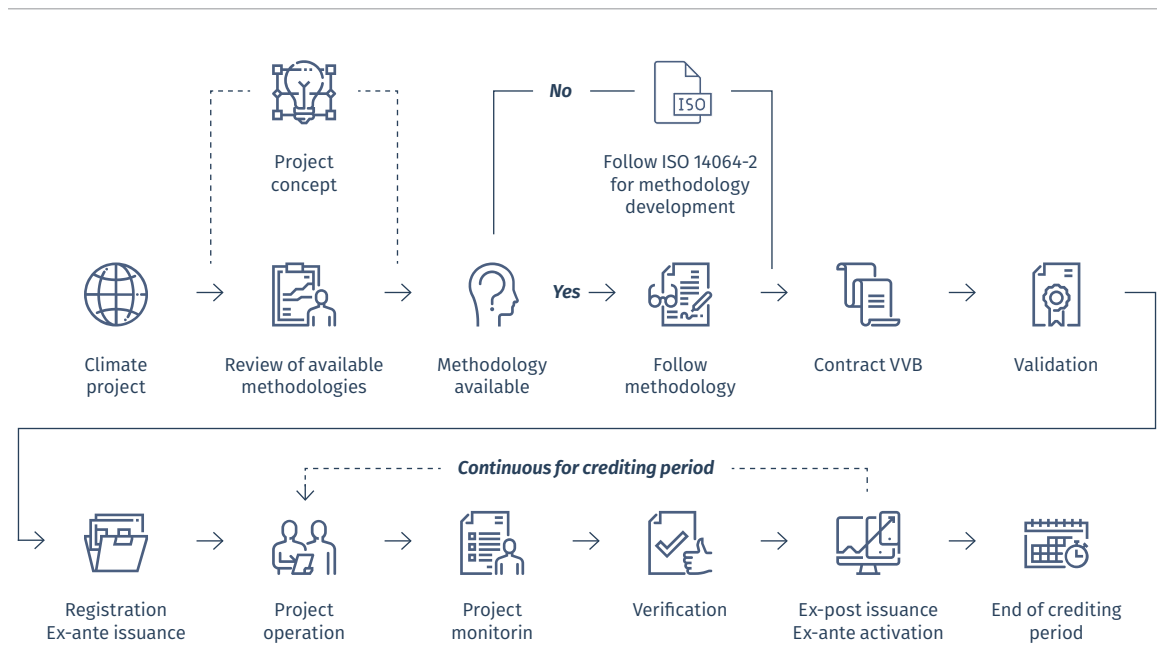 No
ISO
Project
concept
Follow ISO 14064-2
for methodology
development
Yes
Climate
project
Review of available
methodologies
Methodology
available
Follow
methodology
Contract VVB
Validation
Continuous for crediting period
Registration
Ex-ante issuance
Project
operation
Project
monitorin
Verification
Ex-post issuance
Ex-ante activation
End of crediting
period